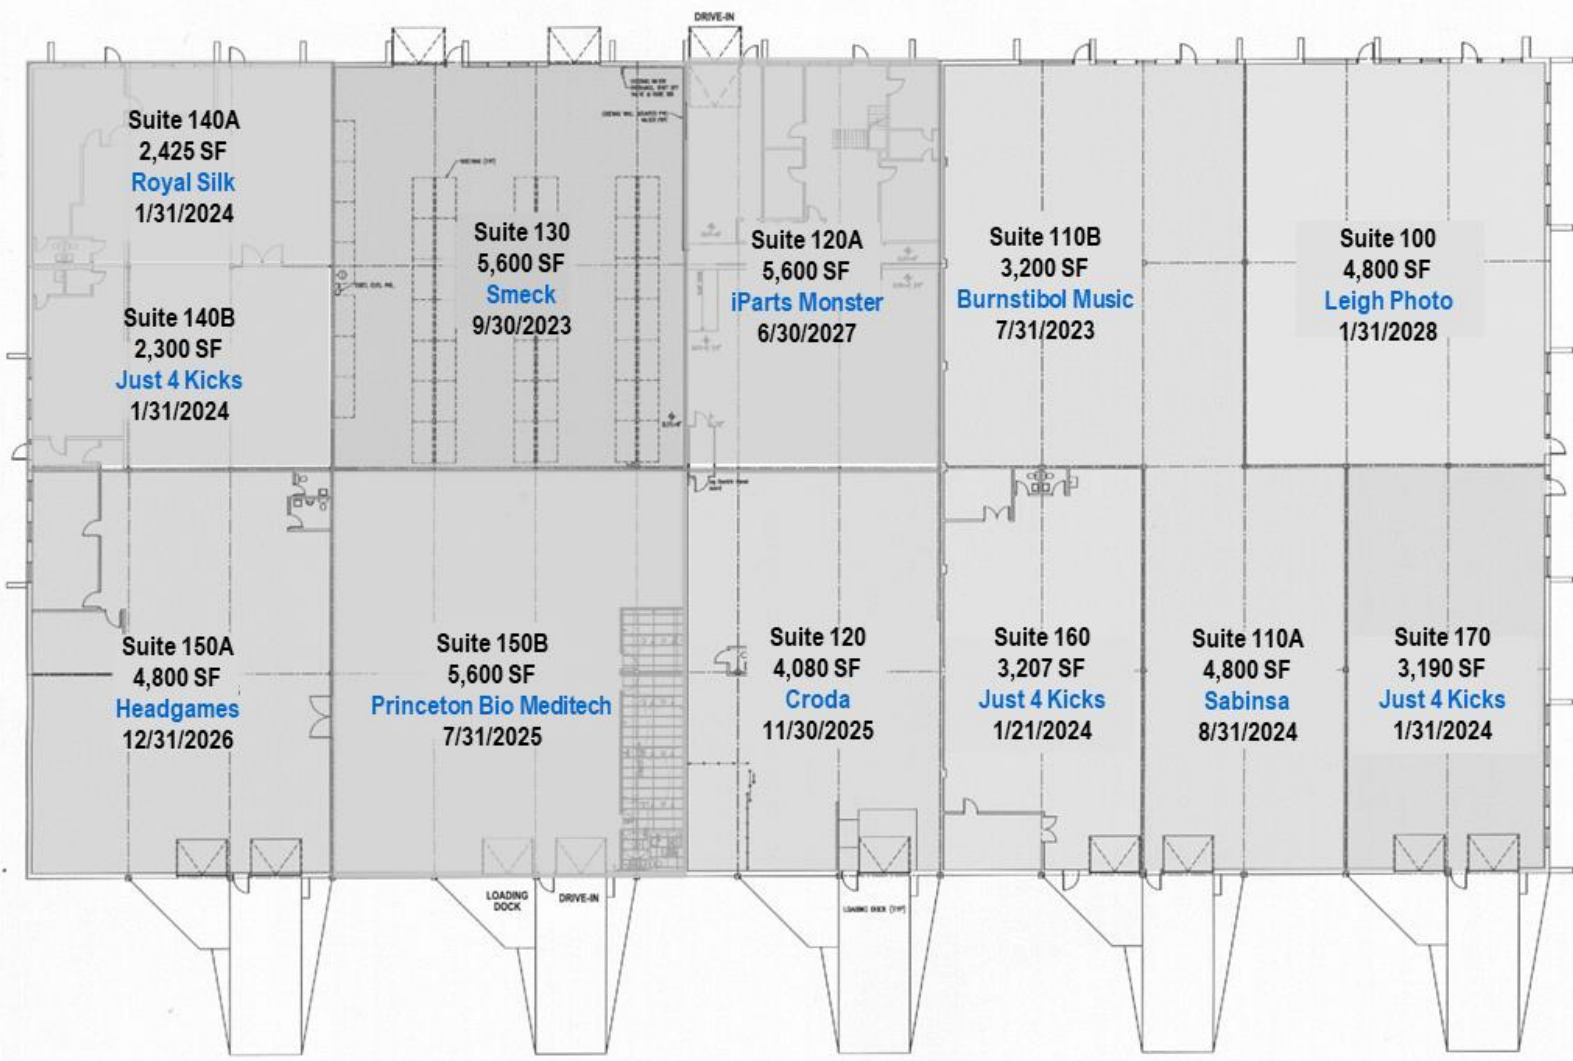 DRIVE-IN
Suite 140A
2,425 SF
Royal Silk
1/31/2024
Suite 140B
2,300 SF
Just 4 Kicks
1/31/2024
Suite 130
5,600 SF
Smeck
9/30/2023
Suite 120A
5,600 SF
iParts Monster
6/30/2027
Suite 110B
3,200 SF
Burnstibol Music
7/31/2023
Suite 100
4,800 SF
Leigh Photo
1/31/2028
Suite 150A
4,800 SF
Headgames
12/31/2026
Suite 150B
5,600 SF
Princeton Bio Meditech
7/31/2025
Suite 120
4,080 SF
Croda
11/30/2025
Suite 160
3,207 SF
Just 4 Kicks
1/21/2024
Suite 110A
4,800 SF
Sabinsa
8/31/2024
Suite 170
3,190 SF
Just 4 Kicks
1/31/2024
LOADING
DOCK
DRIVE-IN
LOADING DOCK (TYP)